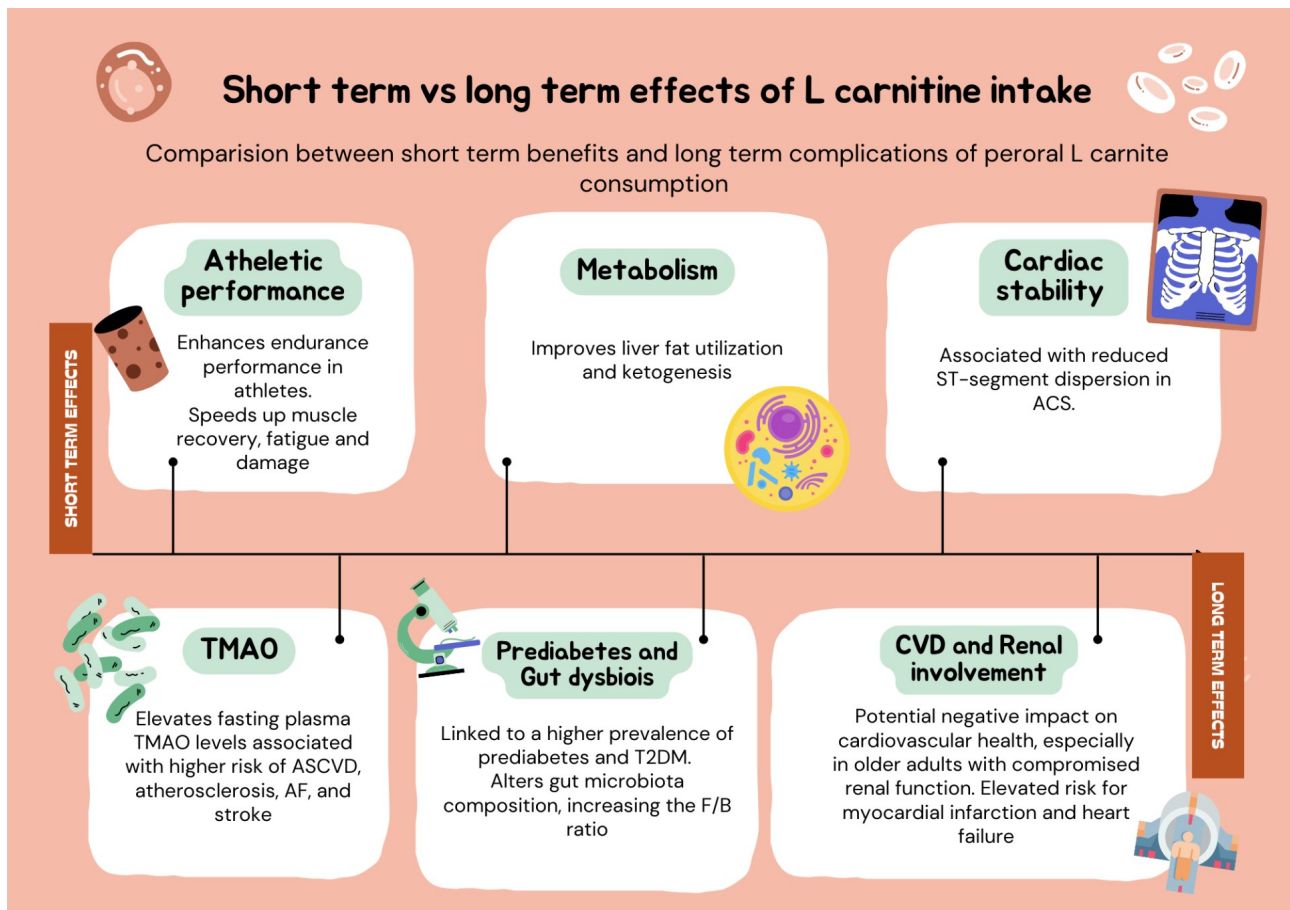 Short term vs long term effects of L carnitine intake
Comparision between short term benefits and long term complications of peroral L carnite
consumption
SHORT TERM EFFECTS
Atheletic
performance
Enhances endurance
performance in
athletes.
Speeds up muscle
recovery, fatigue and
damage
Metabolism
Improves liver fat utilization
and ketogenesis
Cardiac
stability
Associated with reduced
ST-segment dispersion in
ACS.
LONG TERM EFFECTS
TMAO
Elevates fasting plasma
TMAO levels associated
with higher risk of ASCVD,
atherosclerosis, AF, and
stroke
Prediabetes and
Gut dysbiois
Linked to a higher prevalence of
prediabetes and T2DM.
Alters gut microbiota
composition, increasing the F/B
ratio
CVD and Renal
involvement
Potential negative impact on
cardiovascular health, especially
in older adults with compromised
renal function. Elevated risk for
myocardial infarction and heart
failure